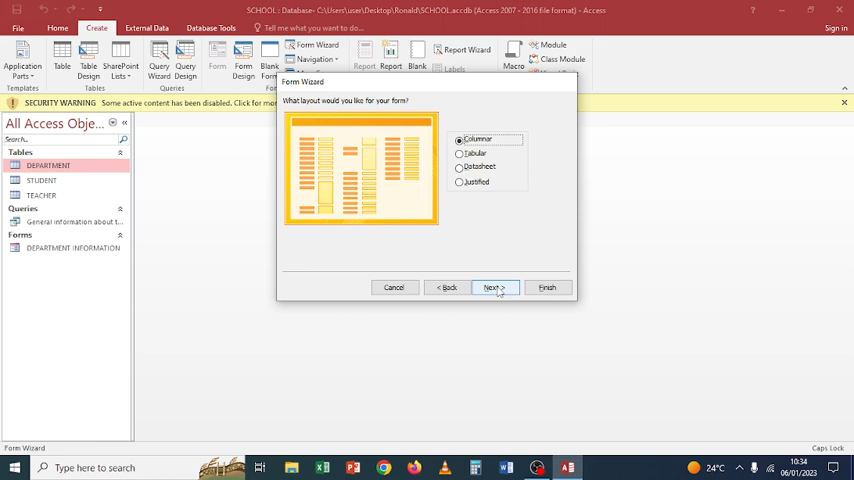 SCHOOL : Database- C:\Users\user\Desktop\Ronald\SCHOOL.accdb (Access 2007 - 2016 file format) - Access
File Home Create External Data Database Tools Tell me what you want to do... Sign in
Application Parts Table Table Design SharePoint Lists Query Wizard Query Design Form Form Design Blank Form Wizard Navigation Report Report Blank Report Wizard Labels Macro Module Class Module
Templates Tables Queries
SECURITY WARNING Some active content has been disabled. Click for mor
All Access Obje...
Search...
Tables
DEPARTMENT
STUDENT
TEACHER
Queries
General information about t...
Forms
DEPARTMENT INFORMATION
Form Wizard
What layout would you like for your form?
Columnar
Tabular
Datasheet
Justified
Cancel < Back Next > Finish
Form Wizard Caps Lock
Type here to search 24°C 10:34
06/01/2023